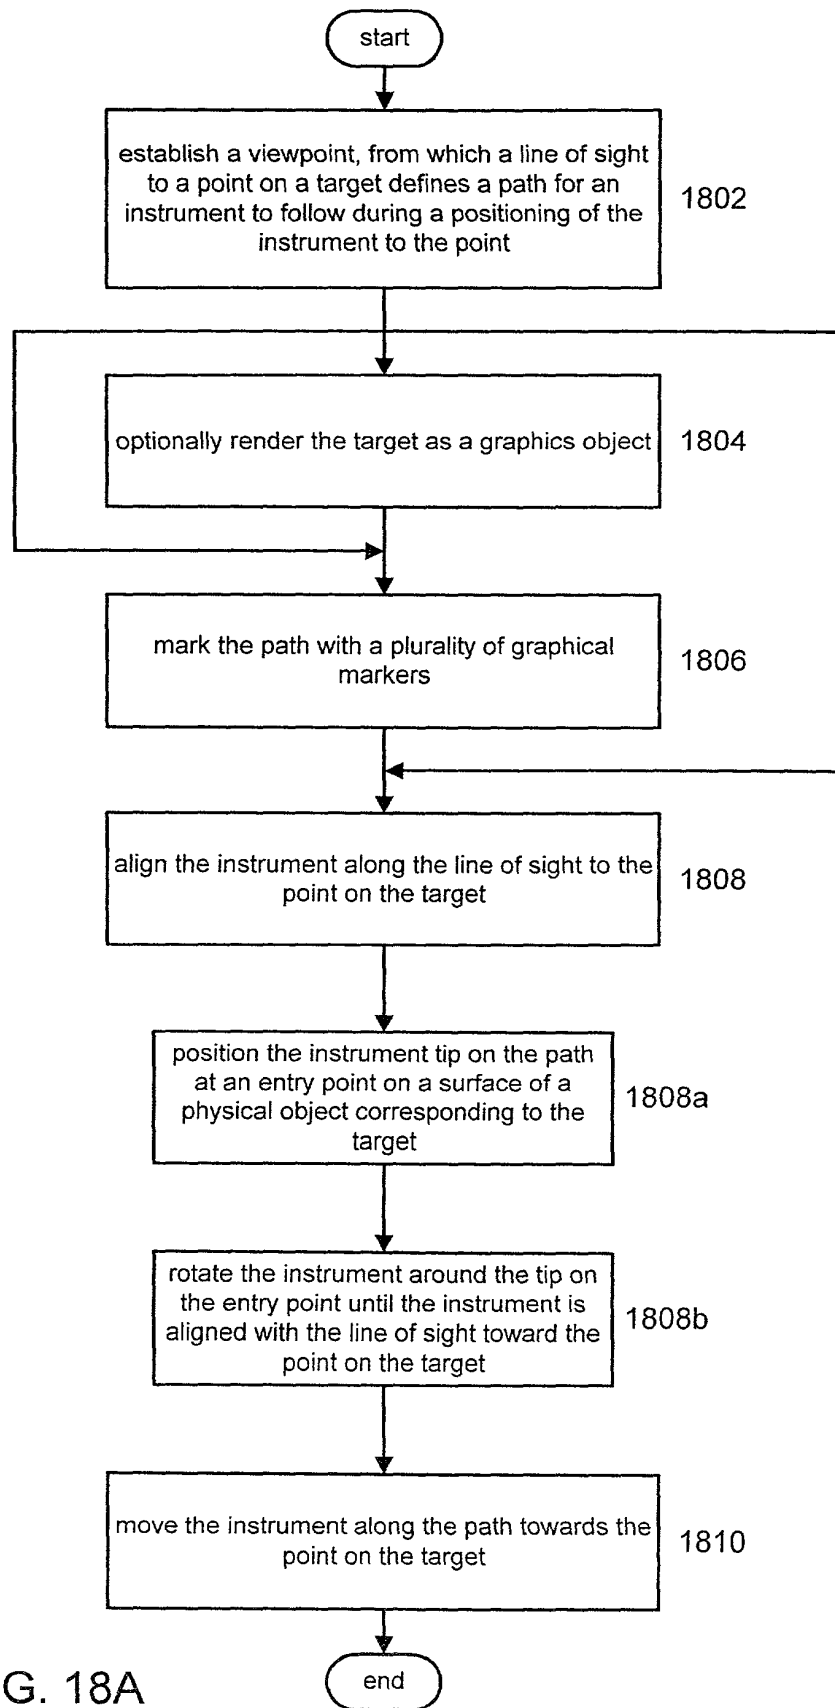 start
establish a viewpoint, from which a line of sight
to a point on a target defines a path for an
instrument to follow during a positioning of the
instrument to the point
1802
optionally render the target as a graphics object
1804
mark the path with a plurality of graphical
markers
1806
align the instrument along the line of sight to the
point on the target
1808
position the instrument tip on the path
at an entry point on a surface of a
physical object corresponding to the
target
1808a
rotate the instrument around the tip on
the entry point until the instrument is
aligned with the line of sight toward the
point on the target
1808b
move the instrument along the path towards the
point on the target
1810
end
G. 18A